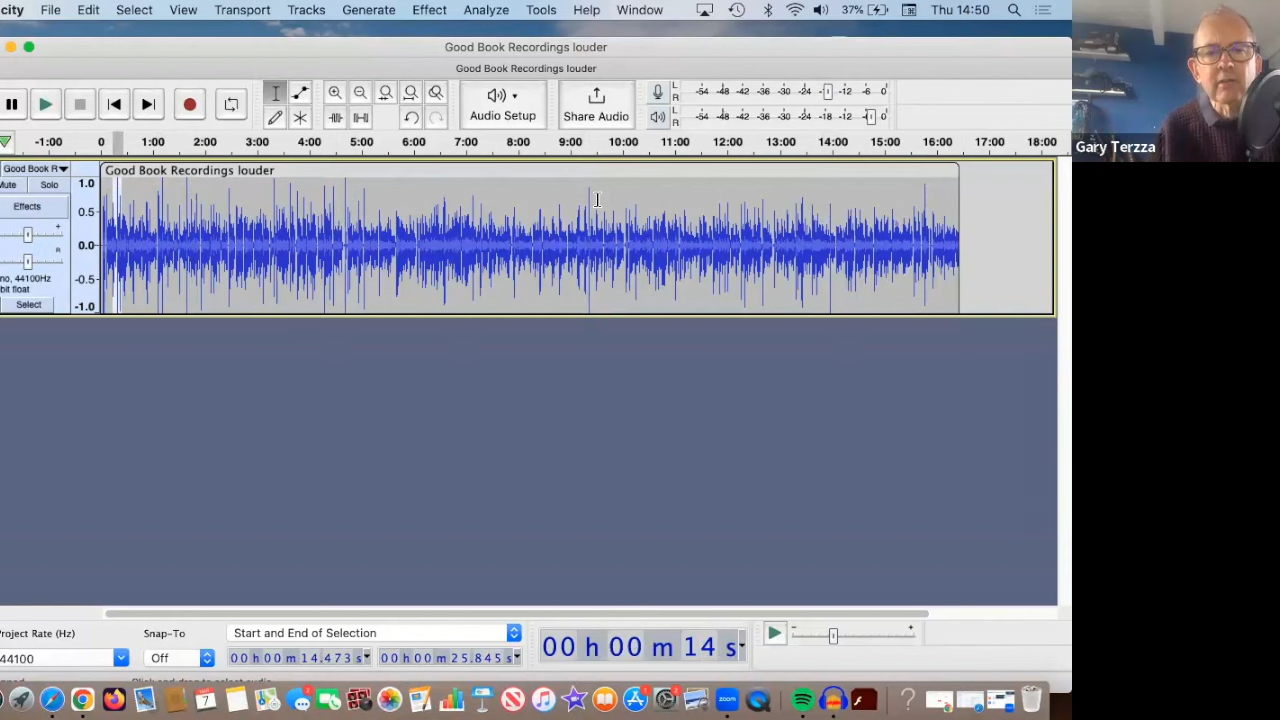 city File Edit Select View Transport Tracks Generate Effect Analyze Tools Help Window 37% Thu 14:50
Good Book Recordings louder
Good Book Recordings louder
Audio Setup
Share Audio
L
R
-54 -48 -42 -36 -30 -24 -12 -6 0
L
R
-54 -48 -42 -36 -30 -24 -18 -12 0
Gary Terzza
-1:00 0 1:00 2:00 3:00 4:00 5:00 6:00 7:00 8:00 9:00 10:00 11:00 12:00 13:00 14:00 15:00 16:00 17:00 18:00
Good Book R
Good Book Recordings louder
Mute Solo
Effects
+
R
no, 44100Hz
bit float
Select
1.0
0.5
0.0
-0.5
-1.0
Project Rate (Hz)
Snap-To
Start and End of Selection
44100
Off
00 h 00 m 14.473 s
00 h 00 m 25.845 s
00 h 00 m 14 s
- +